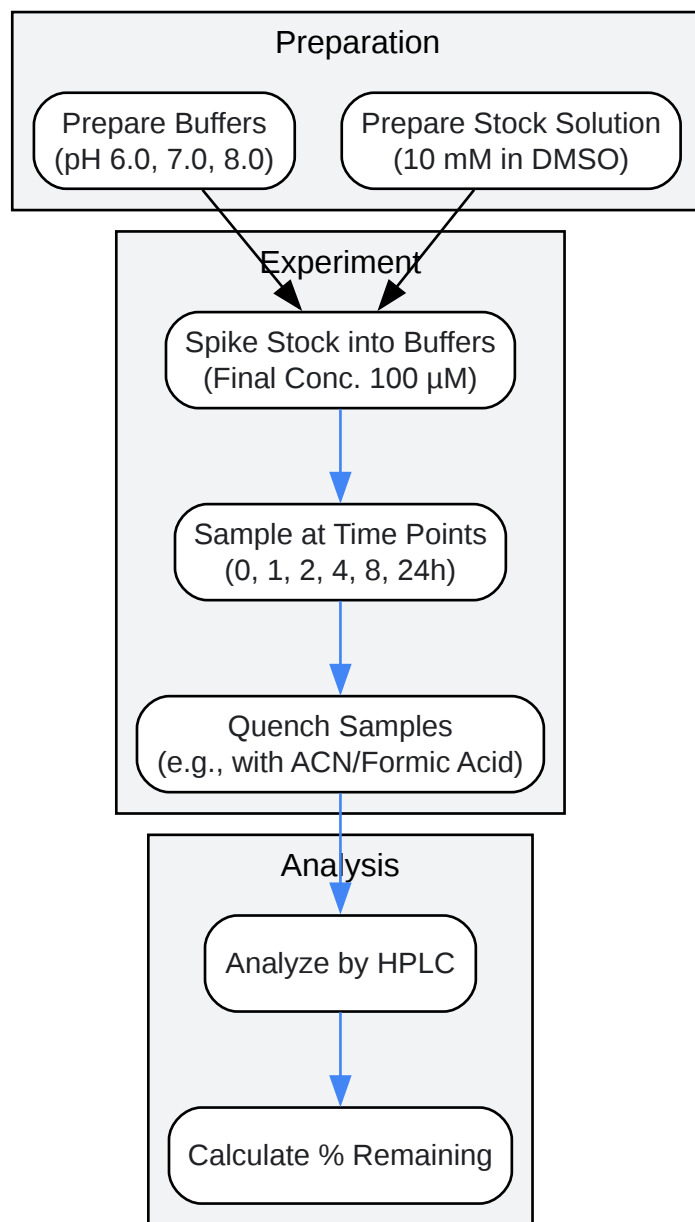 Preparation
Prepare Buffers
(pH 6.0, 7.0, 8.0)
Prepare Stock Solution
(10 mM in DMSO)
Experiment
Spike Stock into Buffers
(Final Conc. 100 µM)
Sample at Time Points
(0, 1, 2, 4, 8, 24h)
Quench Samples
(e.g., with ACN/Formic Acid)
Analysis
Analyze by HPLC
Calculate % Remaining